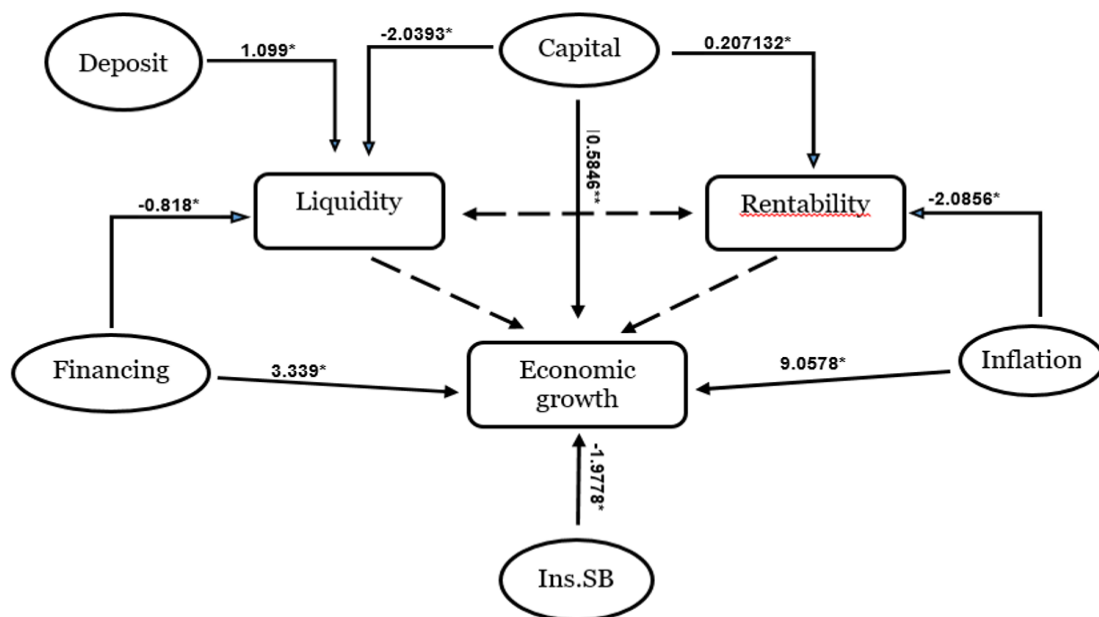 Deposit
1.099*
-2.0393*
Capital
0.207132*
|0.5846**
Liquidity
Rentability
-0.818*
-2.0856*
Financing
3.339*
Economic
growth
9.0578*
Inflation
-1.9778*
Ins.SB